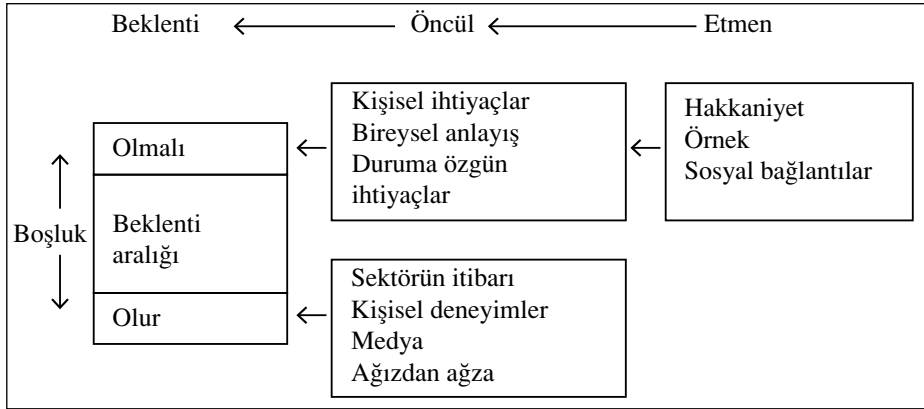 Beklenti
Öncül
Etmen
Kişisel ihtiyaçlar
Bireysel anlayış
Duruma özgün
ihtiyaçlar
Hakkaniyet
Örnek
Sosyal bağlantılar
Olmalı
Boşluk
Beklenti
aralığı
Olur
Sektörün itibarı
Kişisel deneyimler
Medya
Ağızdan ağza